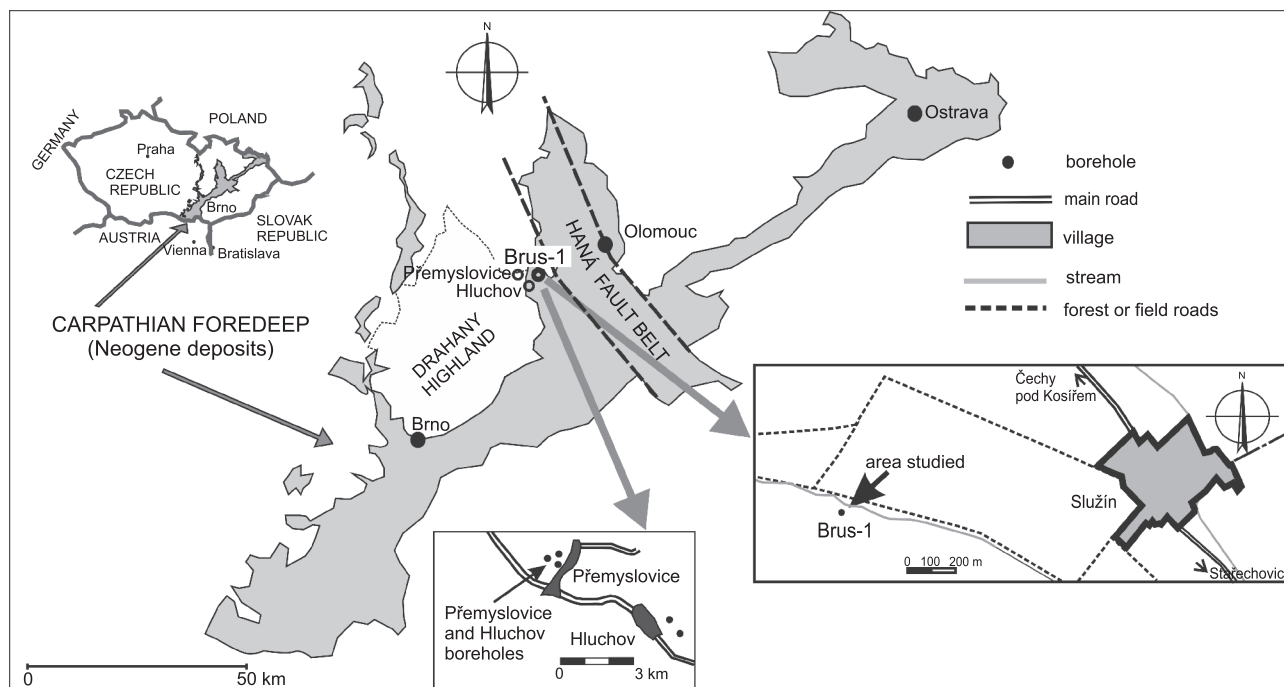 N
GERMANY
POLAND
Praha
CZECH
REPUBLIC
Brno
SLOVAK
REPUBLIC
AUSTRIA
Vienna
Bratislava
CARPATHIAN FOREDEEP
(Neogene deposits)
Ostrava
Olomouc
HANÁ FAULT BELT
Brus-1
Přemyslovice
Hluchov
DRAHANY
HIGHLAND
Brno
borehole
main road
village
stream
forest or field roads
N
Čechy
pod Kosířem
area studied
Služín
Brus-1
0 100 200 m
Stařechovic
Přemyslovice
Přemyslovice
and Hluchov
boreholes
Hluchov
0 3 km
0 50 km